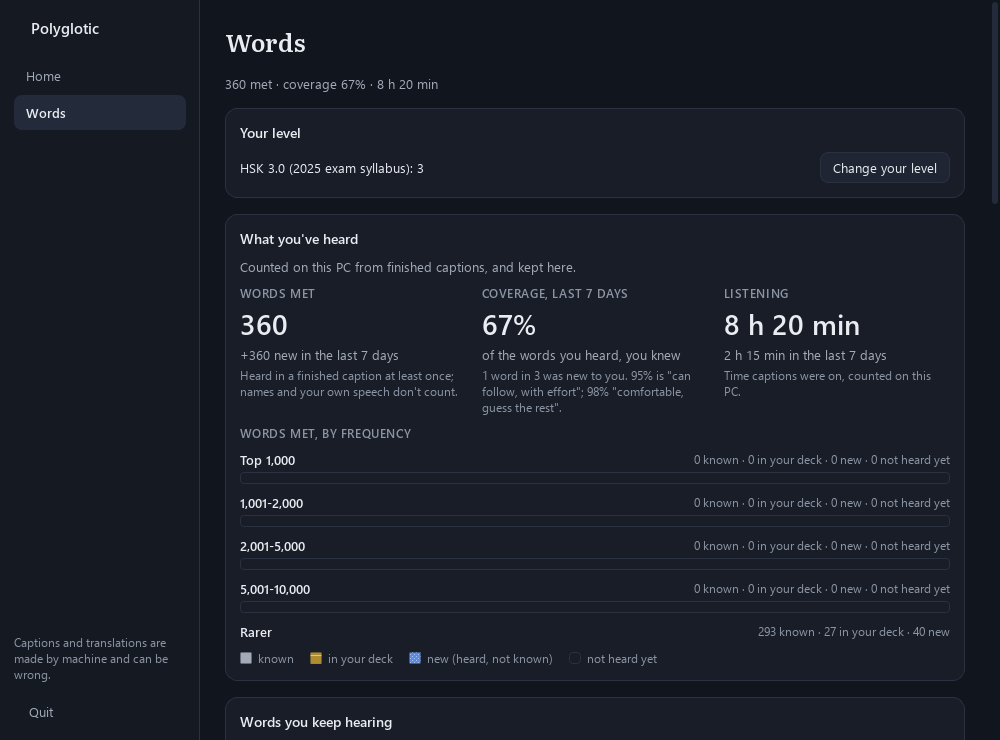 Polyglotic
Home
Words
Captions and translations are
made by machine and can be
wrong.
Quit
Words
360 met · coverage 67% · 8 h 20 min
Your level
HSK 3.0 (2025 exam syllabus): 3
Change your level
What you've heard
Counted on this PC from finished captions, and kept here.
WORDS MET
360
+360 new in the last 7 days
Heard in a finished caption at least once;
names and your own speech don't count.
COVERAGE, LAST 7 DAYS
67%
of the words you heard, you knew
1 word in 3 was new to you. 95% is "can
follow, with effort"; 98% "comfortable,
guess the rest".
LISTENING
8 h 20 min
2 h 15 min in the last 7 days
Time captions were on, counted on this
PC.
WORDS MET, BY FREQUENCY
Top 1,000 0 known · 0 in your deck · 0 new · 0 not heard yet
1,001-2,000 0 known · 0 in your deck · 0 new · 0 not heard yet
2,001-5,000 0 known · 0 in your deck · 0 new · 0 not heard yet
5,001-10,000 0 known · 0 in your deck · 0 new · 0 not heard yet
Rarer 293 known · 27 in your deck · 40 new
known in your deck new (heard, not known) not heard yet
Words you keep hearing